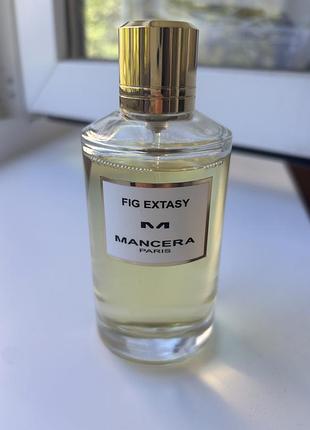 FIG EXTASY
M
MANCERA
PARIS